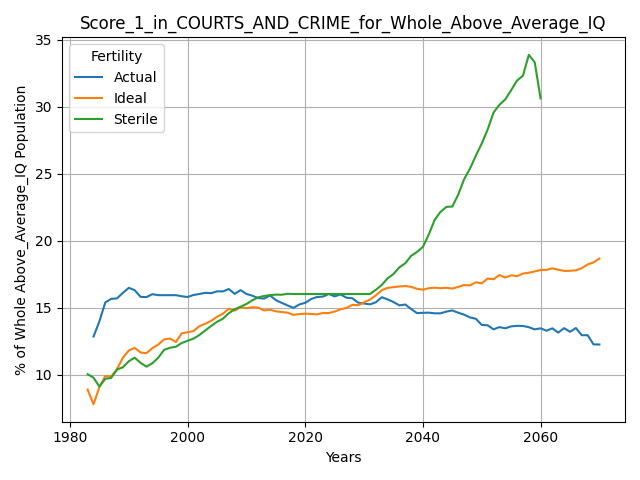 Score_1_in_COURTS_AND_CRIME_for_Whole_Above_Average_IQ
% of Whole Above_Average_IQ Population
35
30
25
20
15
10
Fertility
Actual
Ideal
Sterile
1980
2000
2020
2040
2060
Years